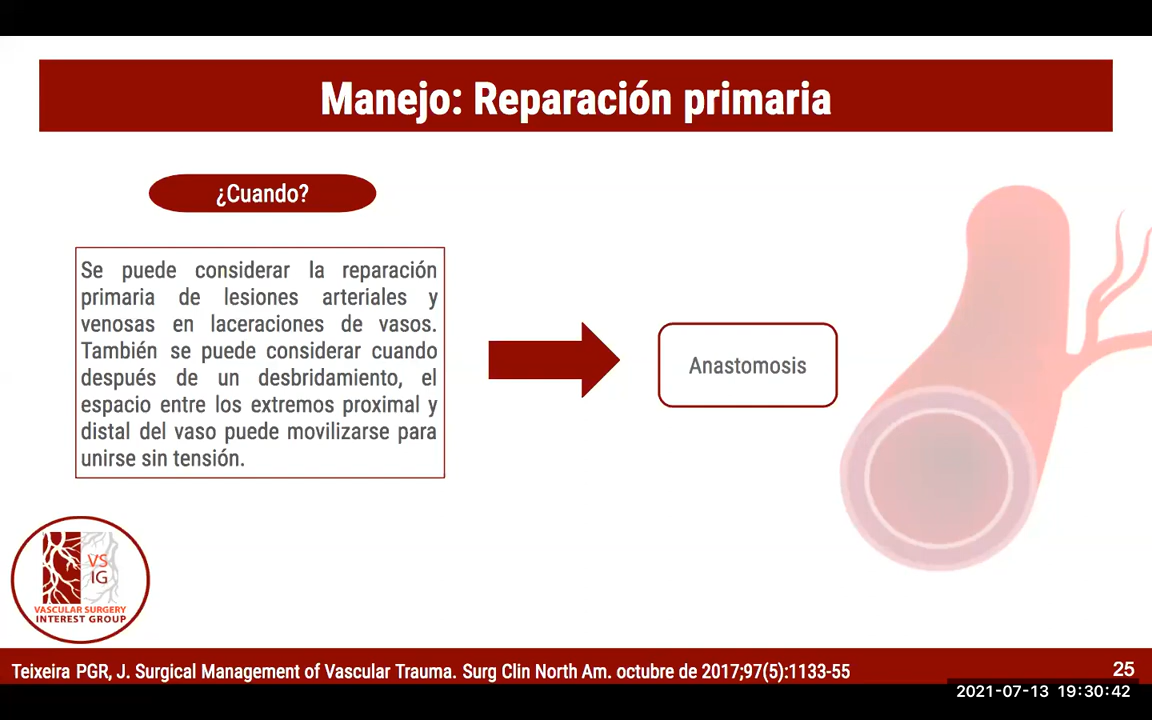 Manejo: Reparación primaria
¿Cuando?
Se puede considerar la reparación
primaria de lesiones arteriales y
venosas en laceraciones de vasos.
También se puede considerar cuando
después de un desbridamiento, el
espacio entre los extremos proximal y
distal del vaso puede movilizarse para
unirse sin tensión.
Anastomosis
VS
IG
VASCULAR SURGERY
INTEREST GROUP
Teixeira PGR, J. Surgical Management of Vascular Trauma. Surg Clin North Am. octubre de 2017;97(5):1133-55
25
2021-07-13 19:30:42